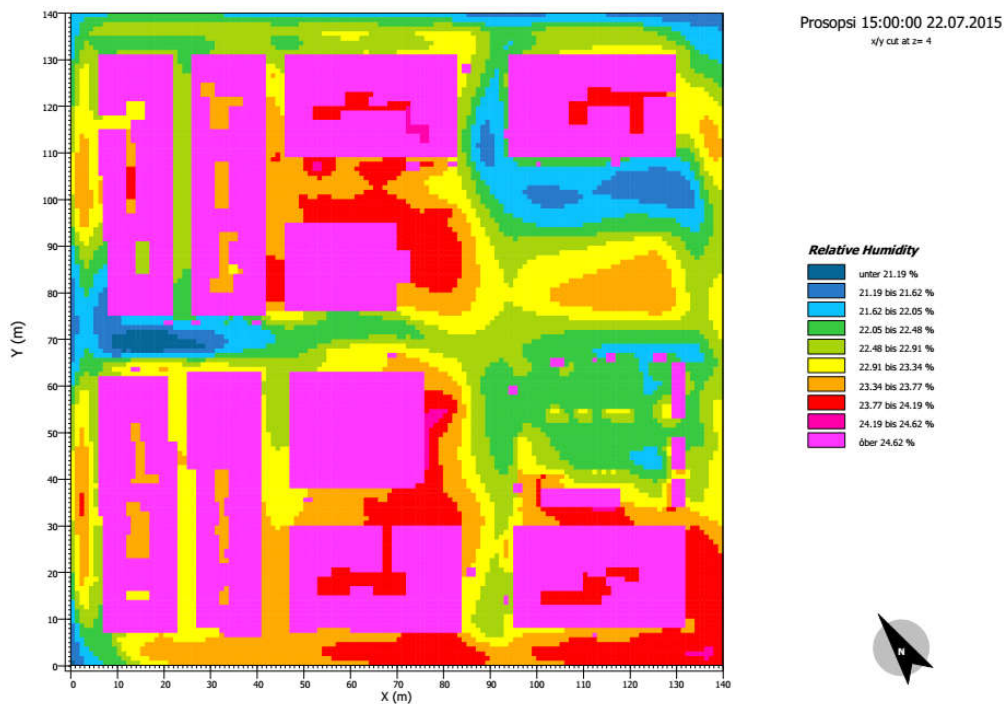 Prosopsi 15:00:00 22.07.2015
x/y cut at z= 4
140
130
120
110
100
90
80
70
60
50
40
30
20
10
0
Y (m)
0 10 20 30 40 50 60 70 80 90 100 110 120 130 140
X (m)
Relative Humidity
unter 21.19 %
21.19 bis 21.62 %
21.62 bis 22.05 %
22.05 bis 22.48 %
22.48 bis 22.91 %
22.91 bis 23.34 %
23.34 bis 23.77 %
23.77 bis 24.19 %
24.19 bis 24.62 %
óber 24.62 %
N